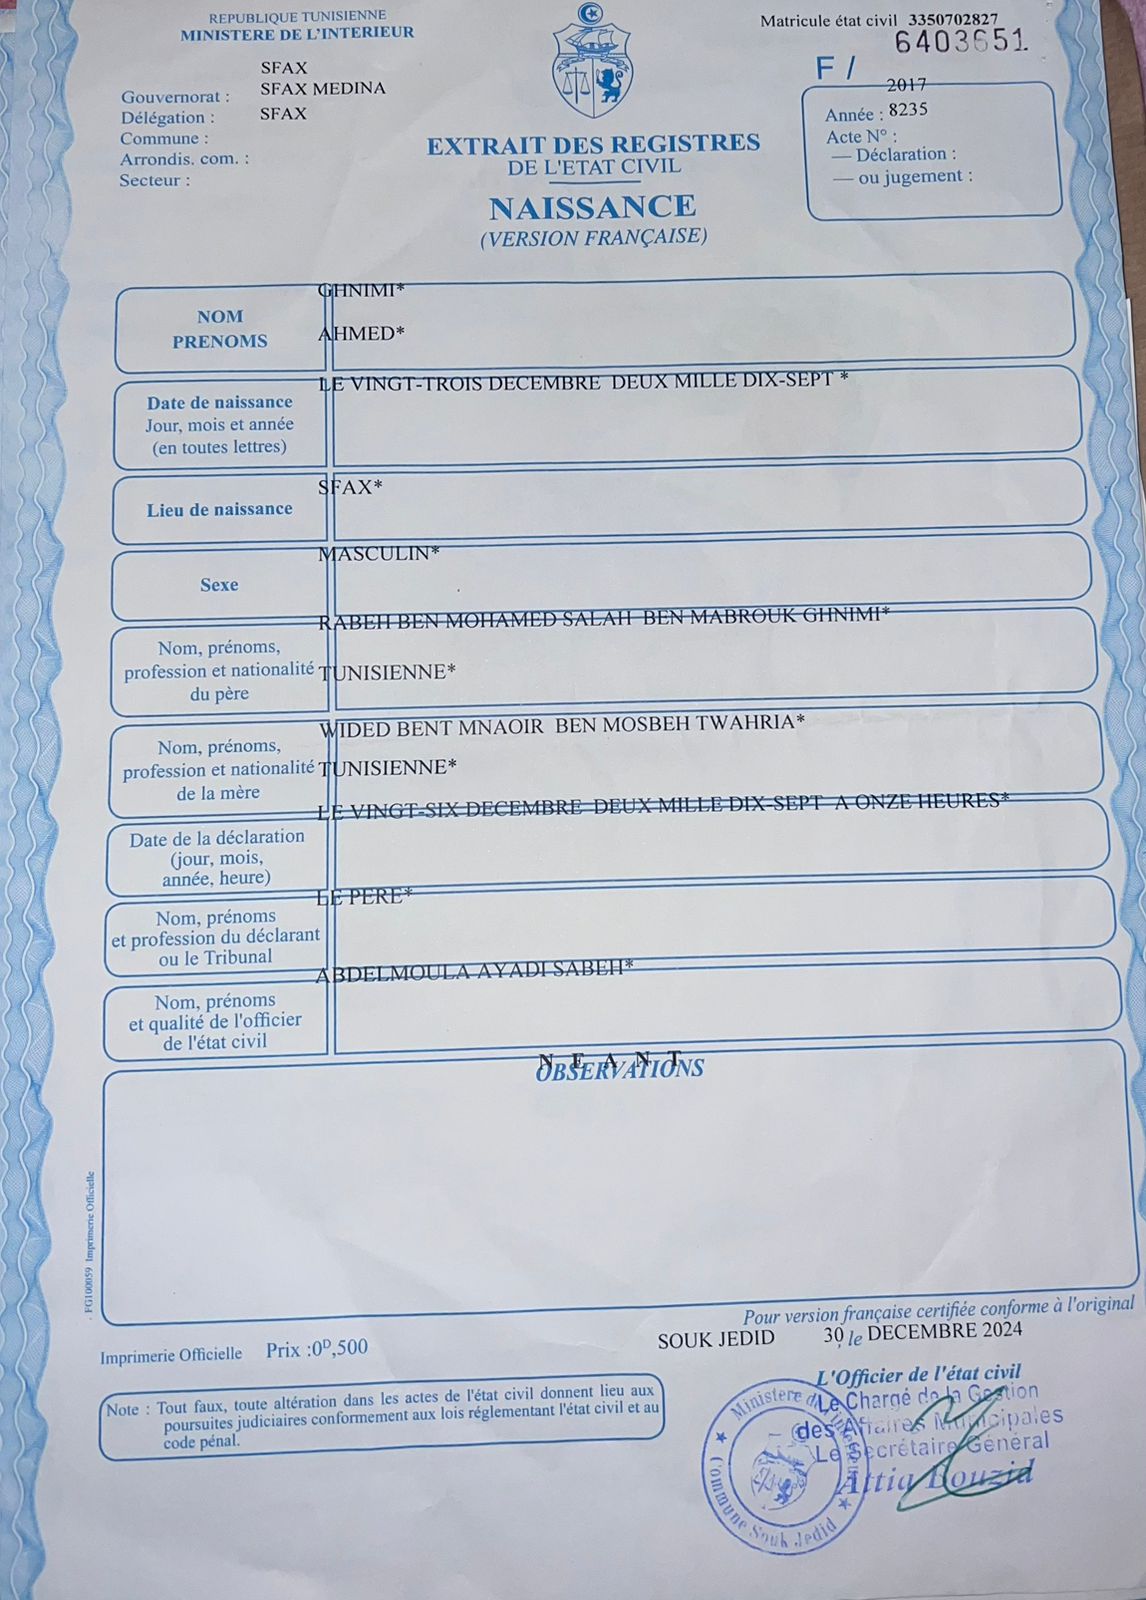 REPUBLIQUE TUNISIENNE
MINISTERE DE L'INTERIEUR
Matricule état civil 3350702827
6403651
F /
SFAX
Gouvernorat : SFAX MEDINA
Délégation : SFAX
Commune :
Arrondis. com. :
Secteur :
2017
Année : 8235
Acte N° :
— Déclaration :
— ou jugement :
EXTRAIT DES REGISTRES
DE L'ETAT CIVIL
NAISSANCE
(VERSION FRANÇAISE)
GHNIMI*
NOM
PRENOMS
AHMED*
LE VINGT-TROIS DECEMBRE DEUX MILLE DIX-SEPT *
Date de naissance
Jour, mois et année
(en toutes lettres)
SFAX*
Lieu de naissance
MASCULIN*
Sexe
RABEH BEN MOHAMED SALAH BEN MABROUK GHNIMI*
Nom, prénoms,
profession et nationalité TUNISIENNE*
du père
WIDED BENT MNAOIR BEN MOSBEH TWAHRIA*
Nom, prénoms,
profession et nationalité TUNISIENNE*
de la mère
LE VINGT-SIX DECEMBRE DEUX MILLE DIX-SEPT A ONZE HEURES*
Date de la déclaration
(jour, mois,
année, heure)
LE PERE*
Nom, prénoms
et profession du déclarant
ou le Tribunal
ABDELMOULA AYADI SABEH*
Nom, prénoms
et qualité de l'officier
de l'état civil
N E A N T
OBSERVATIONS
FG100059 Imprimerie Officielle
Pour version française certifiée conforme à l'original
SOUK JEDID 30, le DECEMBRE 2024
Imprimerie Officielle Prix :0ᴰ,500
L'Officier de l'état civil
Note : Tout faux, toute altération dans les actes de l'état civil donnent lieu aux
poursuites judiciaires conformement aux lois réglementant l'état civil et au
code pénal.
Le Chargé de la Gestion
des Affaires Municipales
Le Secrétaire Général
Attia Bouzid
Ministere de l'interieur
Commune Souk Jedid